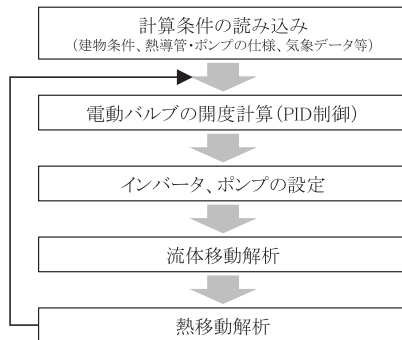 計算条件の読み込み
(建物条件、熱導管・ポンプの仕様、気象データ等)
電動バルブの開度計算(PID制御)
インバータ、ポンプの設定
流体移動解析
熱移動解析